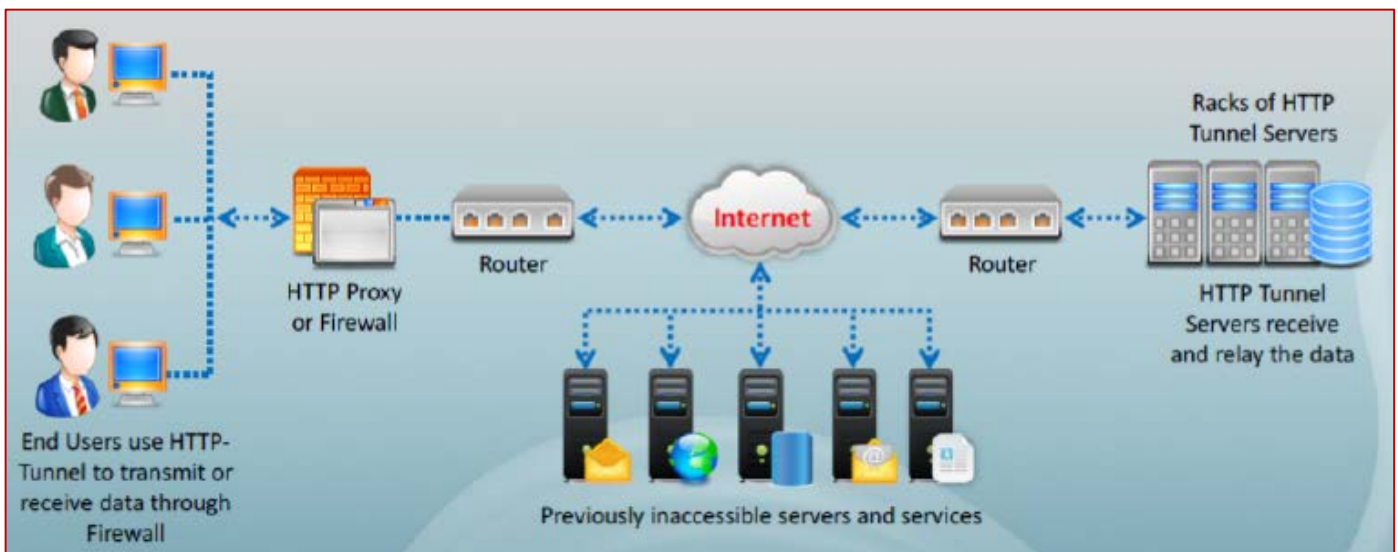 Racks of HTTP
Tunnel Servers
Internet
Router
Router
HTTP Proxy
or Firewall
HTTP Tunnel
Servers receive
and relay the data
End Users use HTTP-
Tunnel to transmit or
receive data through
Firewall
Previously inaccessible servers and services
@